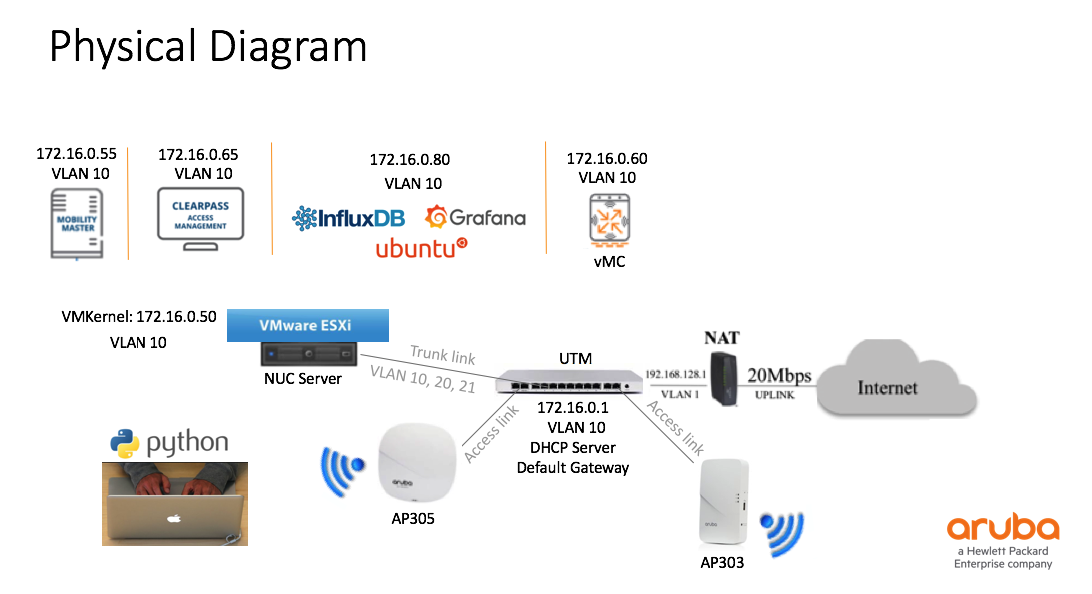 Physical Diagram
172.16.0.55
VLAN 10
MOBILITY
MASTER
172.16.0.65
VLAN 10
CLEARPASS
ACCESS
MANAGEMENT
172.16.0.80
VLAN 10
InfluxDB
Grafana
ubuntu
172.16.0.60
VLAN 10
vMC
VMKernel: 172.16.0.50
VLAN 10
VMware ESXi
NUC Server
Trunk link
VLAN 10, 20, 21
UTM
172.16.0.1
VLAN 10
DHCP Server
Default Gateway
192.168.128.1
VLAN 1
NAT
20Mbps
UPLINK
Internet
Access link
Access link
python
aruba
AP305
aruba
AP303
aruba
a Hewlett Packard
Enterprise company